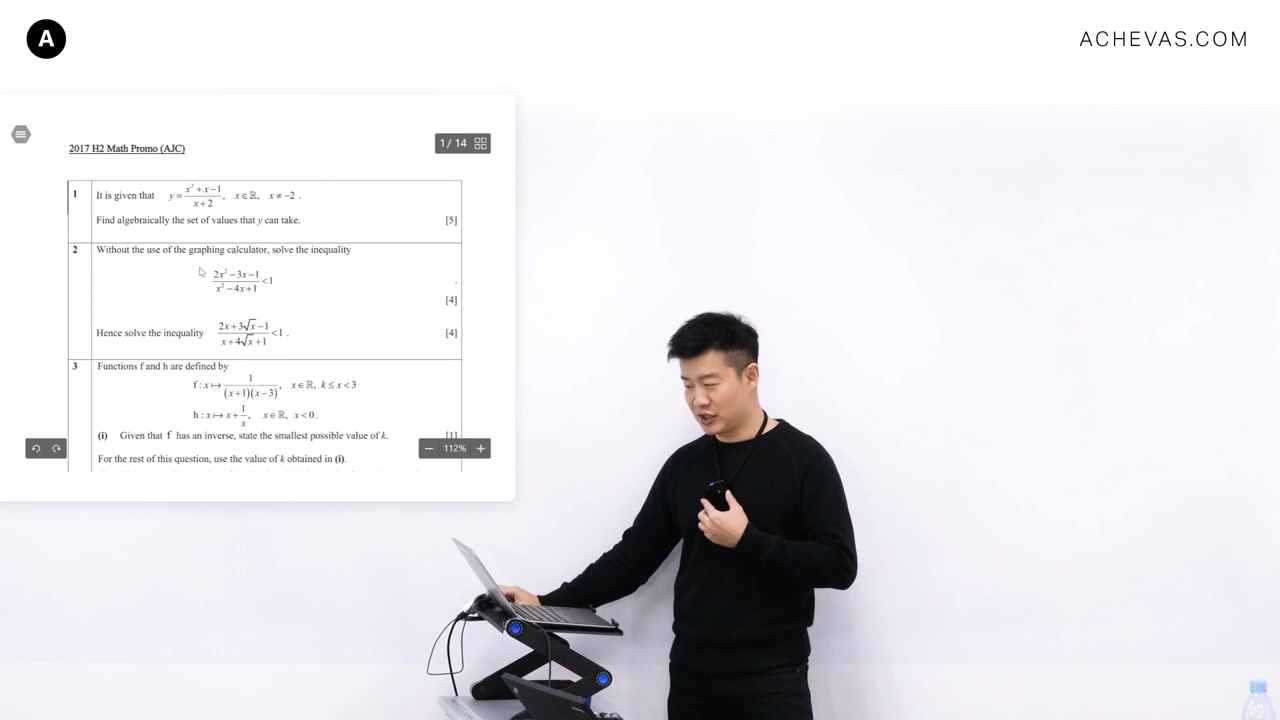 A
ACHEVAS.COM
1 / 14
2017 H2 Math Promo (AJC)
1 It is given that y = (x² + x − 1)/(x + 2), x ∈ ℝ, x ≠ −2 .
Find algebraically the set of values that y can take. [5]
2 Without the use of the graphing calculator, solve the inequality
(2x² − 3x − 1)/(x² − 4x + 1) < 1 .
[4]
Hence solve the inequality (2x + 3√x − 1)/(x + 4√x + 1) < 1 . [4]
3 Functions f and h are defined by
f : x ↦ 1/((x + 1)(x − 3)), x ∈ ℝ, k ≤ x < 3
h : x ↦ x + 1/x, x ∈ ℝ, x < 0 .
(i) Given that f has an inverse, state the smallest possible value of k. [1]
112%
For the rest of this question, use the value of k obtained in (i).